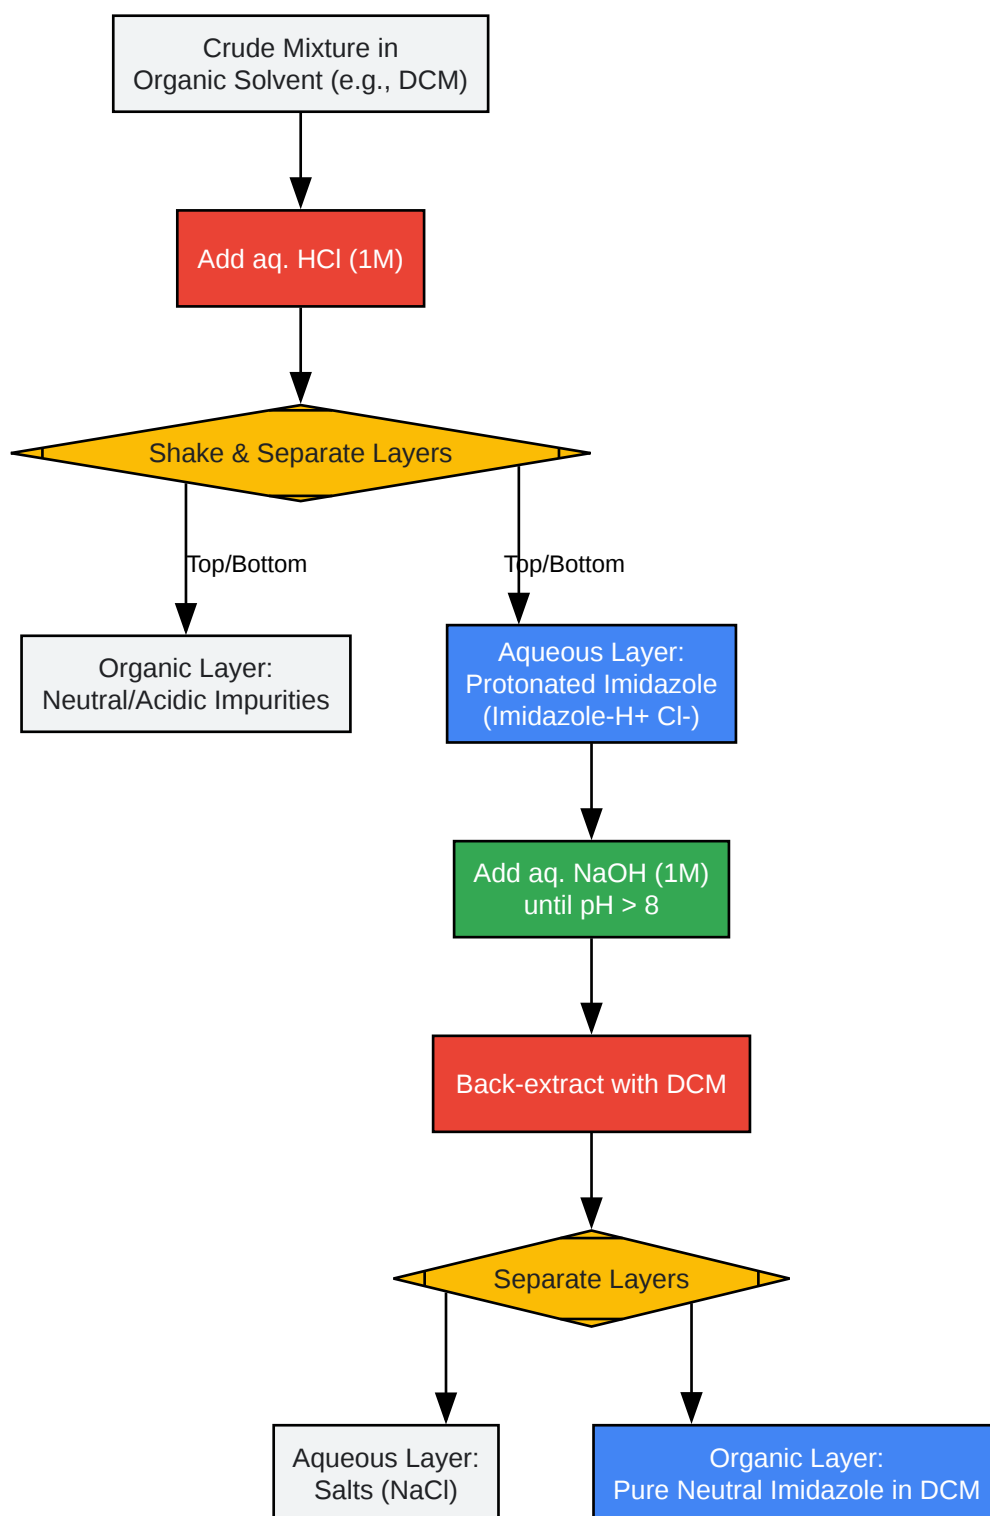 Crude Mixture in
Organic Solvent (e.g., DCM)
Add aq. HCl (1M)
Shake & Separate Layers
Top/Bottom
Top/Bottom
Organic Layer:
Neutral/Acidic Impurities
Aqueous Layer:
Protonated Imidazole
(Imidazole-H+ Cl-)
Add aq. NaOH (1M)
until pH > 8
Back-extract with DCM
Separate Layers
Aqueous Layer:
Salts (NaCl)
Organic Layer:
Pure Neutral Imidazole in DCM